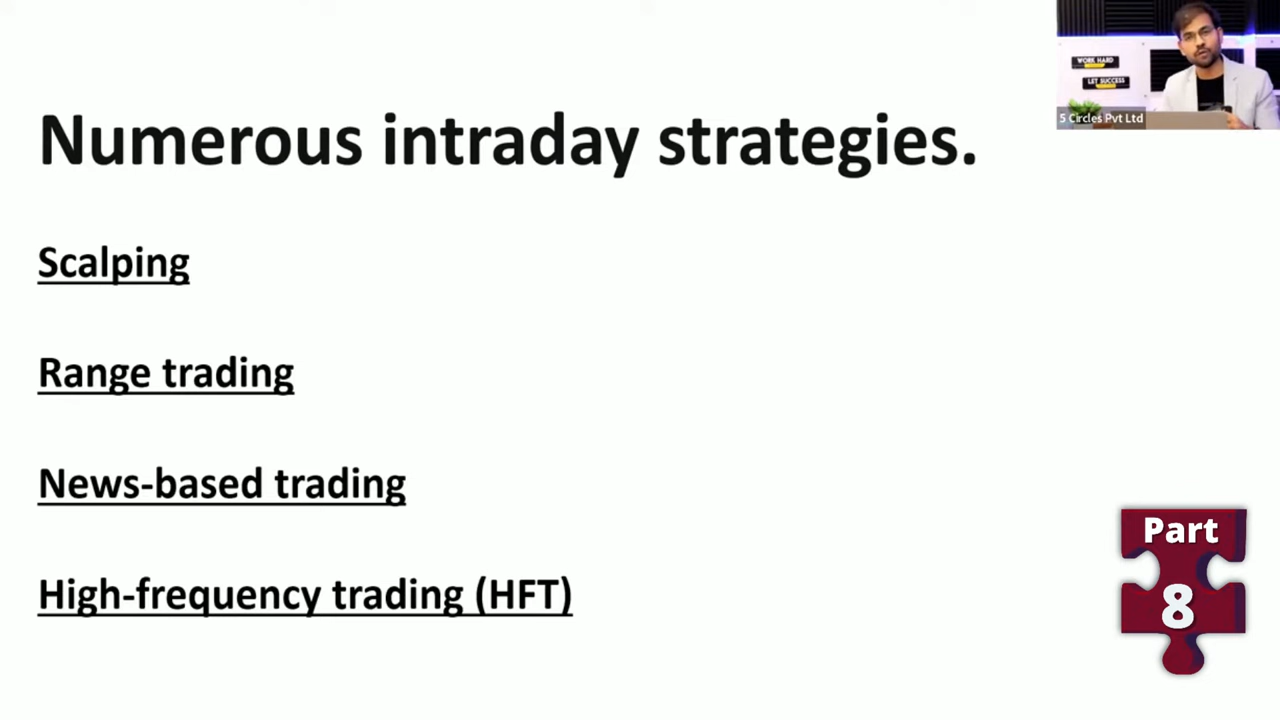 Numerous intraday strategies.
Scalping
Range trading
News-based trading
High-frequency trading (HFT)
WORK HARD
LET SUCCESS
5 Circles Pvt Ltd
Part
8